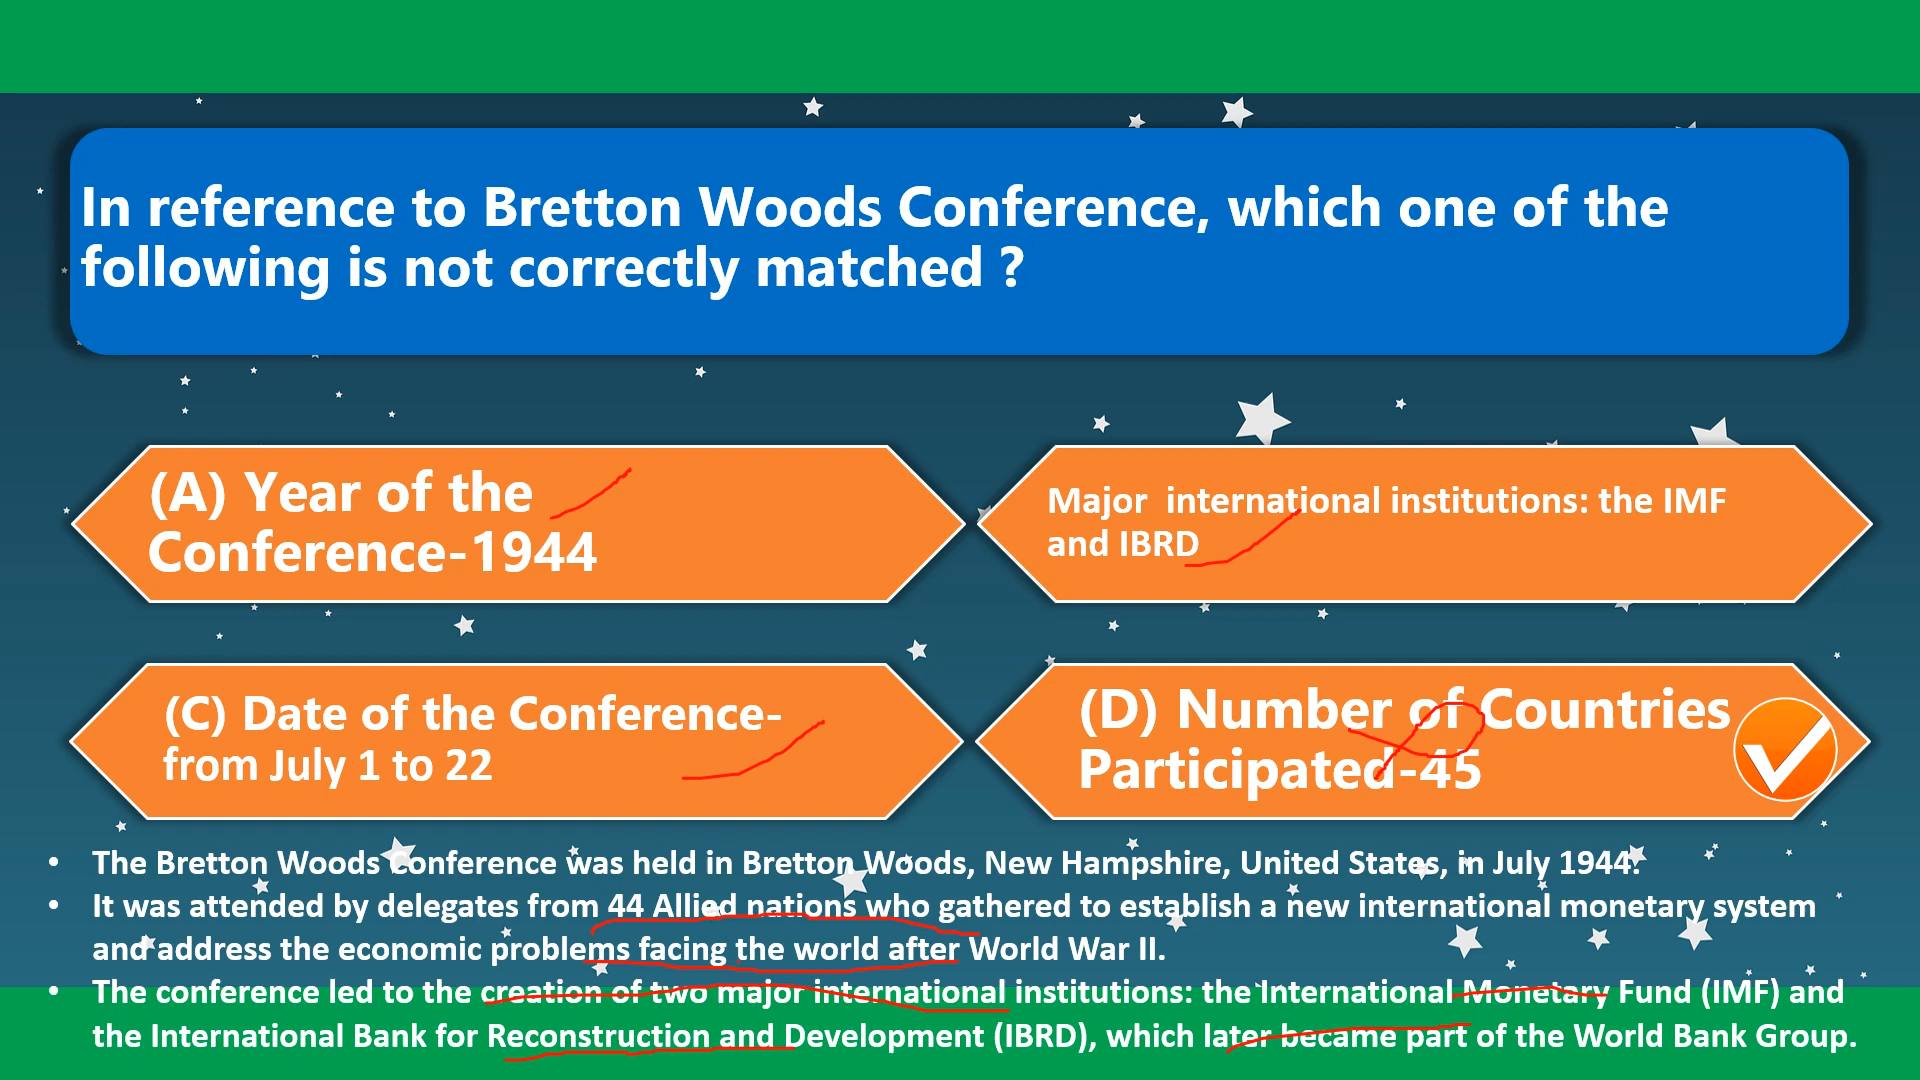 In reference to Bretton Woods Conference, which one of the
following is not correctly matched ?
(A) Year of the
Conference-1944
Major international institutions: the IMF
and IBRD
(C) Date of the Conference-
from July 1 to 22
(D) Number of Countries
Participated-45
• The Bretton Woods Conference was held in Bretton Woods, New Hampshire, United States, in July 1944.
• It was attended by delegates from 44 Allied nations who gathered to establish a new international monetary system
and address the economic problems facing the world after World War II.
• The conference led to the creation of two major international institutions: the International Monetary Fund (IMF) and
the International Bank for Reconstruction and Development (IBRD), which later became part of the World Bank Group.